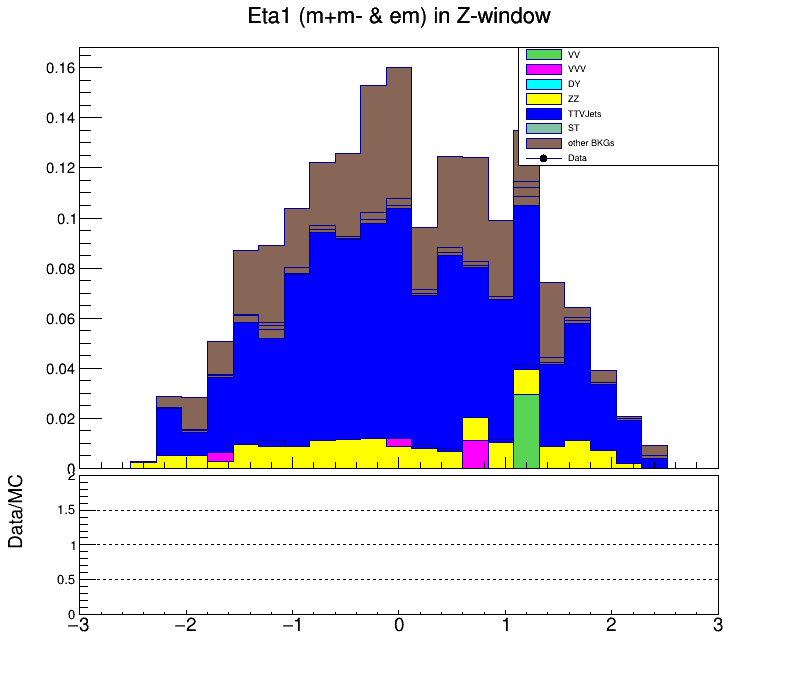 Eta1 (m+m- & em) in Z-window
0.16
0.14
0.12
0.1
0.08
0.06
0.04
0.02
0
VV
VVV
DY
ZZ
TTVJets
ST
other BKGs
Data
Data/MC
2
1.5
1
0.5
0
−3 −2 −1 0 1 2 3